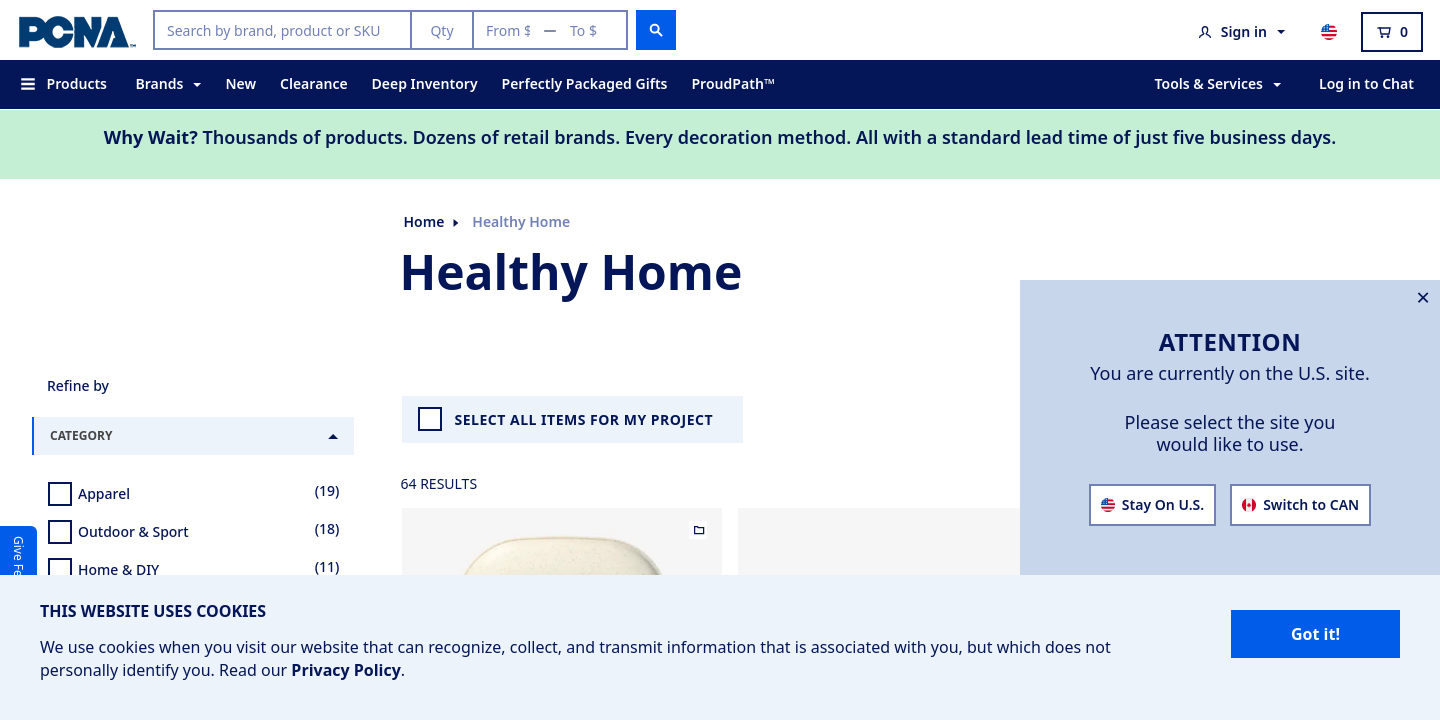 PCNA™
Search by brand, product or SKU
Qty
From $ — To $
Sign in
0
Products
Brands
New
Clearance
Deep Inventory
Perfectly Packaged Gifts
ProudPath™
Tools & Services
Log in to Chat
Why Wait? Thousands of products. Dozens of retail brands. Every decoration method. All with a standard lead time of just five business days.
Home
Healthy Home
Healthy Home
ATTENTION
You are currently on the U.S. site.
Please select the site you
would like to use.
Stay On U.S.
Switch to CAN
Refine by
CATEGORY
Apparel (19)
Outdoor & Sport (18)
Home & DIY (11)
SELECT ALL ITEMS FOR MY PROJECT
64 RESULTS
Give
THIS WEBSITE USES COOKIES
We use cookies when you visit our website that can recognize, collect, and transmit information that is associated with you, but which does not
personally identify you. Read our Privacy Policy.
Got it!